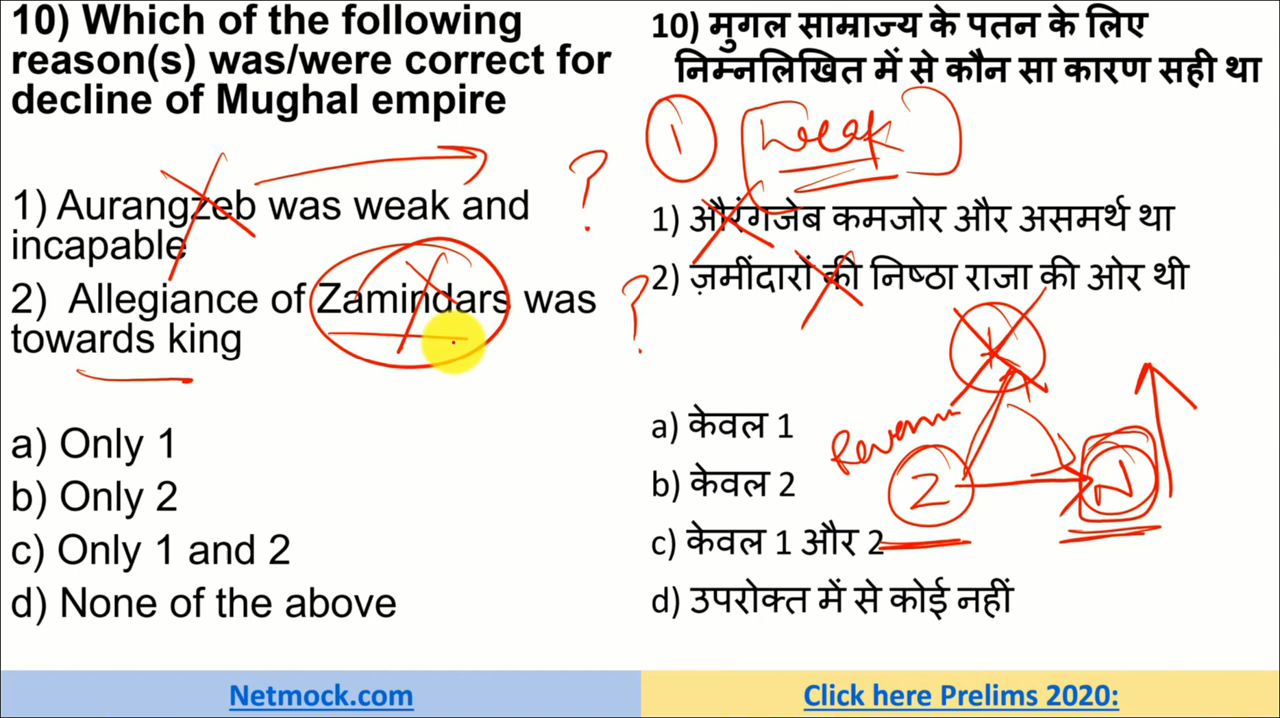 10) Which of the following
reason(s) was/were correct for
decline of Mughal empire
1) Aurangzeb was weak and
incapable
2) Allegiance of Zamindars was
towards king
a) Only 1
b) Only 2
c) Only 1 and 2
d) None of the above
10) मुगल साम्राज्य के पतन के लिए
निम्नलिखित में से कौन सा कारण सही था
1 weak
?
1) औरंगजेब कमजोर और असमर्थ था
2) ज़मींदारों की निष्ठा राजा की ओर थी
?
a) केवल 1
b) केवल 2
c) केवल 1 और 2
d) उपरोक्त में से कोई नहीं
Z N
Netmock.com
Click here Prelims 2020: